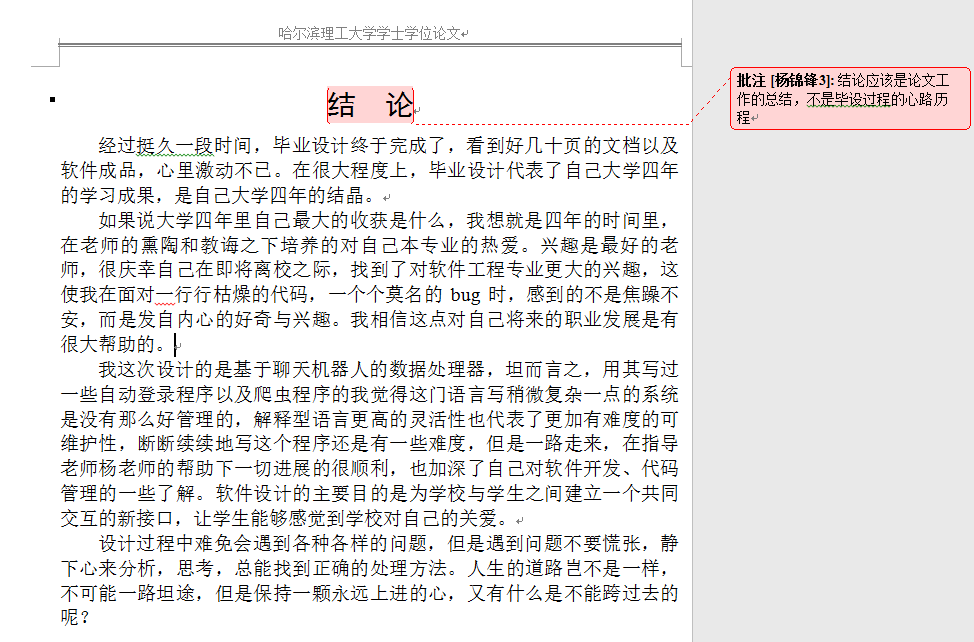 哈尔滨理工大学学士学位论文
结 论
经过挺久一段时间，毕业设计终于完成了，看到好几十页的文档以及
软件成品，心里激动不已。在很大程度上，毕业设计代表了自己大学四年
的学习成果，是自己大学四年的结晶。
如果说大学四年里自己最大的收获是什么，我想就是四年的时间里，
在老师的熏陶和教诲之下培养的对自己本专业的热爱。兴趣是最好的老
师，很庆幸自己在即将离校之际，找到了对软件工程专业更大的兴趣，这
使我在面对一行行枯燥的代码，一个个莫名的 bug 时，感到的不是焦躁不
安，而是发自内心的好奇与兴趣。我相信这点对自己将来的职业发展是有
很大帮助的。
我这次设计的是基于聊天机器人的数据处理器，坦而言之，用其写过
一些自动登录程序以及爬虫程序的我觉得这门语言写稍微复杂一点的系统
是没有那么好管理的，解释型语言更高的灵活性也代表了更加有难度的可
维护性，断断续续地写这个程序还是有一些难度，但是一路走来，在指导
老师杨老师的帮助下一切进展的很顺利，也加深了自己对软件开发、代码
管理的一些了解。软件设计的主要目的是为学校与学生之间建立一个共同
交互的新接口，让学生能够感觉到学校对自己的关爱。
设计过程中难免会遇到各种各样的问题，但是遇到问题不要慌张，静
下心来分析，思考，总能找到正确的处理方法。人生的道路岂不是一样，
不可能一路坦途，但是保持一颗永远上进的心，又有什么是不能跨过去的
呢？
批注 [杨锦锋3]: 结论应该是论文工
作的总结，不是毕设过程的心路历
程